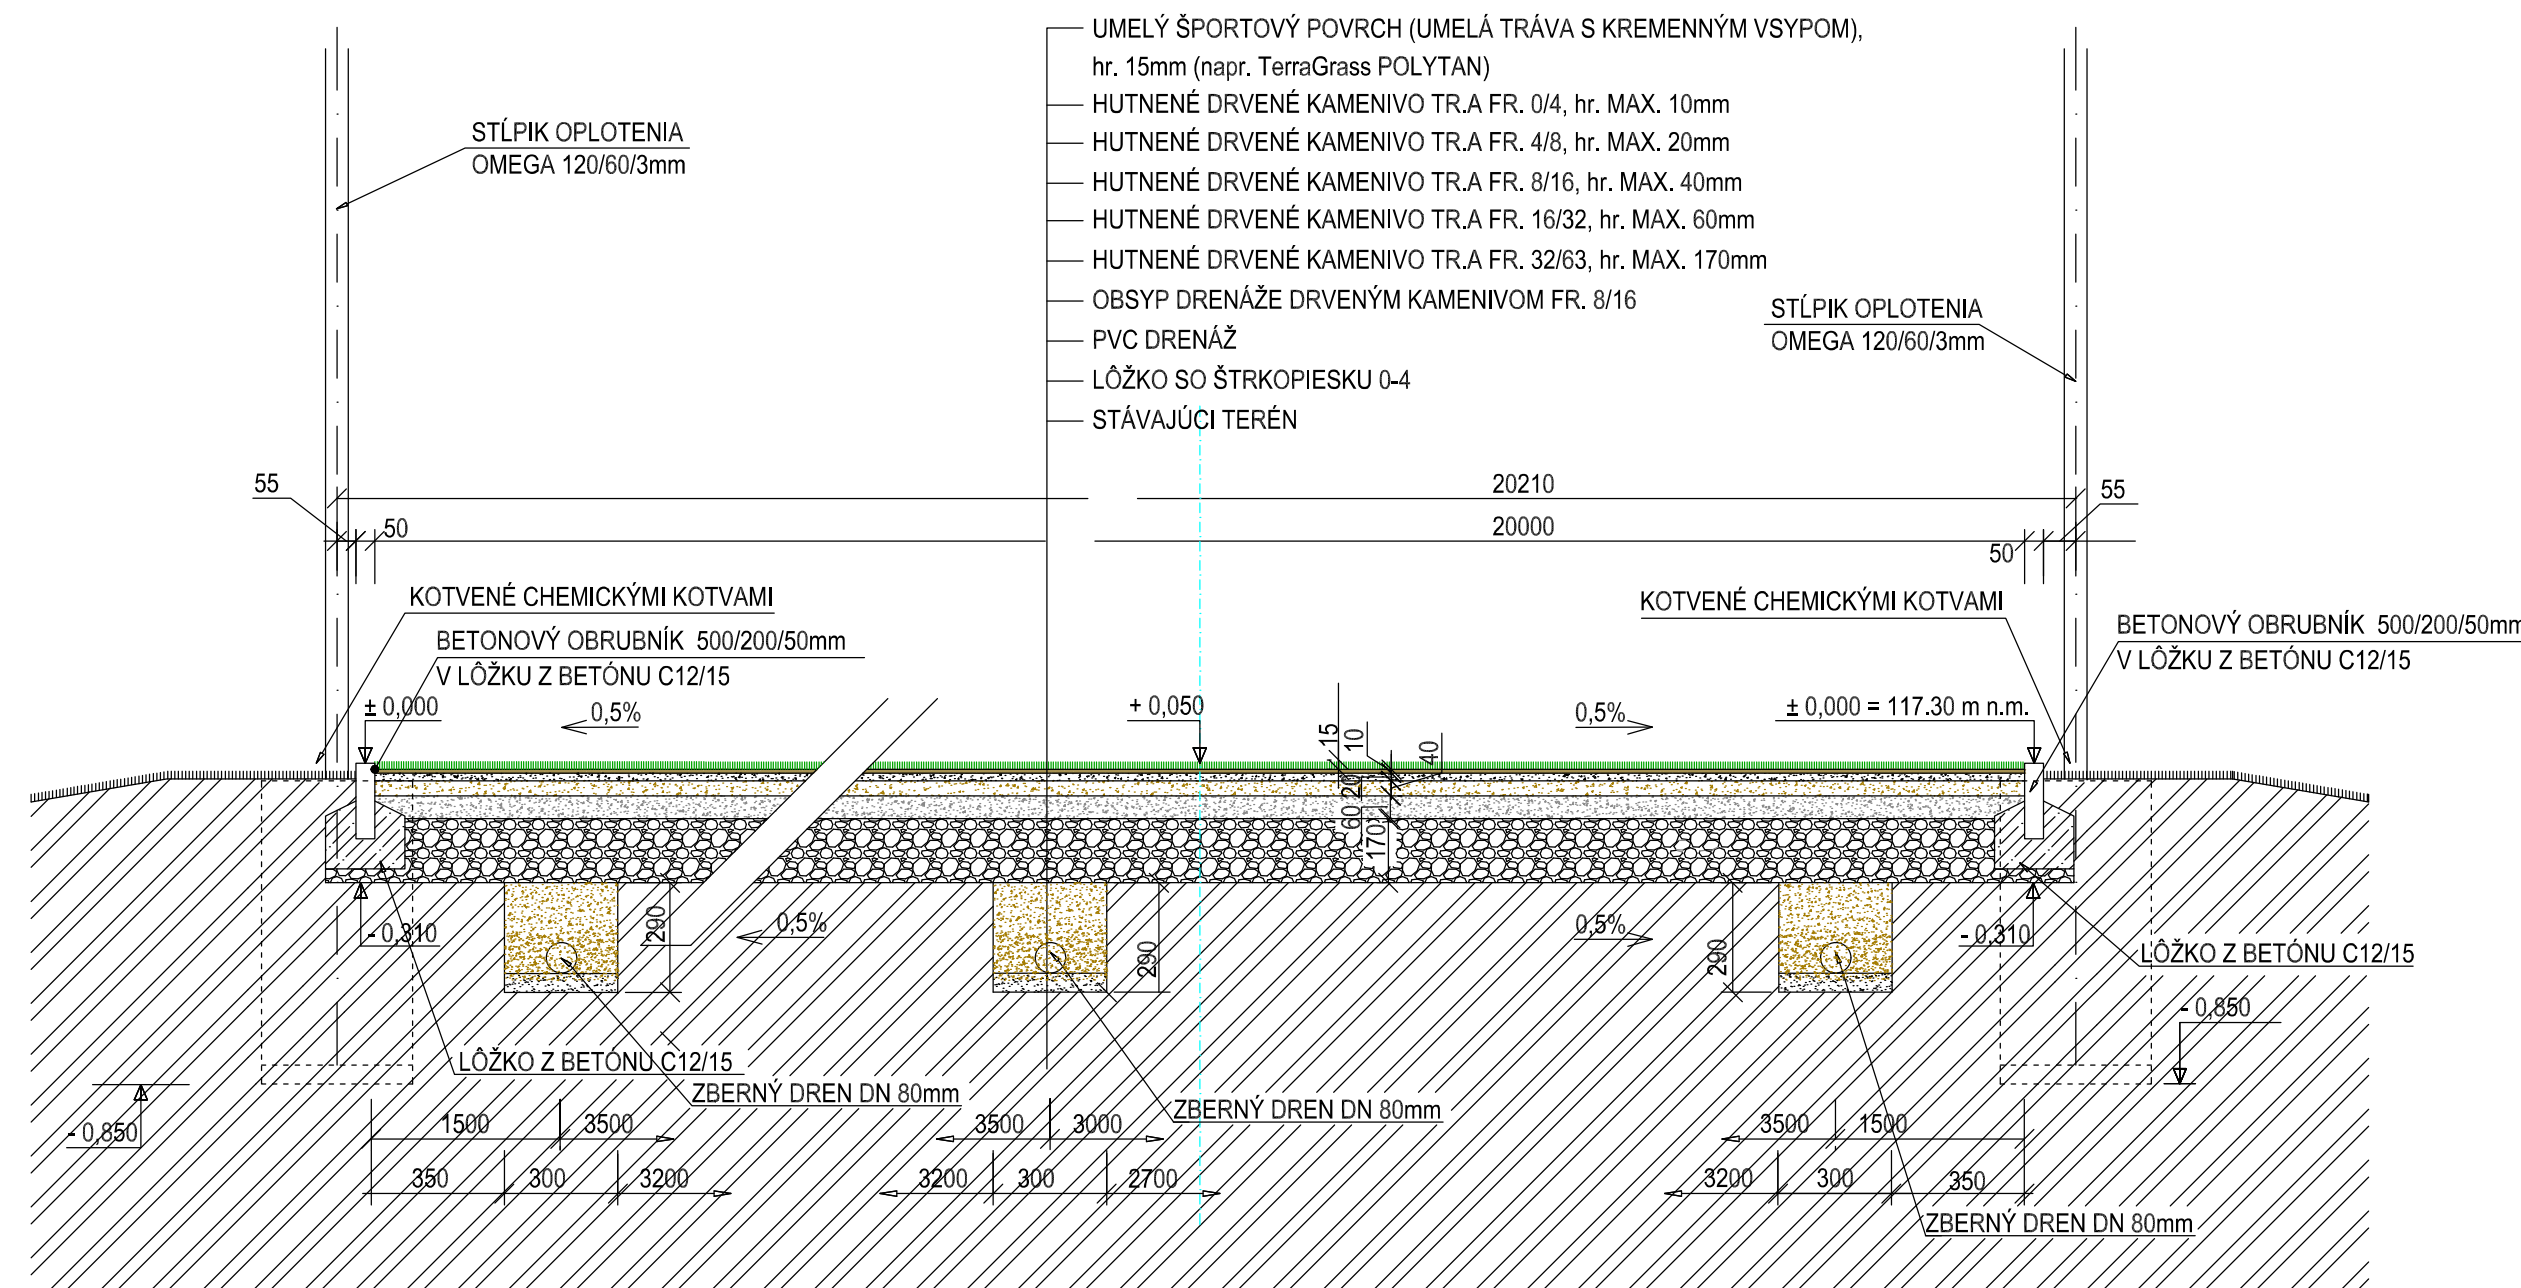 UMELÝ ŠPORTOVÝ POVRCH (UMELÁ TRÁVA S KREMENNÝM VSYPOM),
hr. 15mm (napr. TerraGrass POLYTAN)
HUTNENÉ DRVENÉ KAMENIVO TR.A FR. 0/4, hr. MAX. 10mm
HUTNENÉ DRVENÉ KAMENIVO TR.A FR. 4/8, hr. MAX. 20mm
HUTNENÉ DRVENÉ KAMENIVO TR.A FR. 8/16, hr. MAX. 40mm
HUTNENÉ DRVENÉ KAMENIVO TR.A FR. 16/32, hr. MAX. 60mm
HUTNENÉ DRVENÉ KAMENIVO TR.A FR. 32/63, hr. MAX. 170mm
OBSYP DRENÁŽE DRVENÝM KAMENIVOM FR. 8/16
PVC DRENÁŽ
LÔŽKO SO ŠTRKOPIESKU 0-4
STÁVAJÚCI TERÉN
STĹPIK OPLOTENIA
OMEGA 120/60/3mm
STĹPIK OPLOTENIA
OMEGA 120/60/3mm
55
20210
55
50
20000
50
KOTVENÉ CHEMICKÝMI KOTVAMI
KOTVENÉ CHEMICKÝMI KOTVAMI
BETONOVÝ OBRUBNÍK 500/200/50mm
V LÔŽKU Z BETÓNU C12/15
BETONOVÝ OBRUBNÍK 500/200/50mm
V LÔŽKU Z BETÓNU C12/15
± 0,000
0,5%
+ 0,050
0,5%
± 0,000 = 117.30 m n.m.
15
10
40
20
60
170
- 0,310
290
0,5%
290
0,5%
290
- 0,310
LÔŽKO Z BETÓNU C12/15
- 0,850
LÔŽKO Z BETÓNU C12/15
ZBERNÝ DREN DN 80mm
ZBERNÝ DREN DN 80mm
- 0,850
1500
3500
3500
3000
3500
1500
350
300
3200
3200
300
2700
3200
300
350
ZBERNÝ DREN DN 80mm